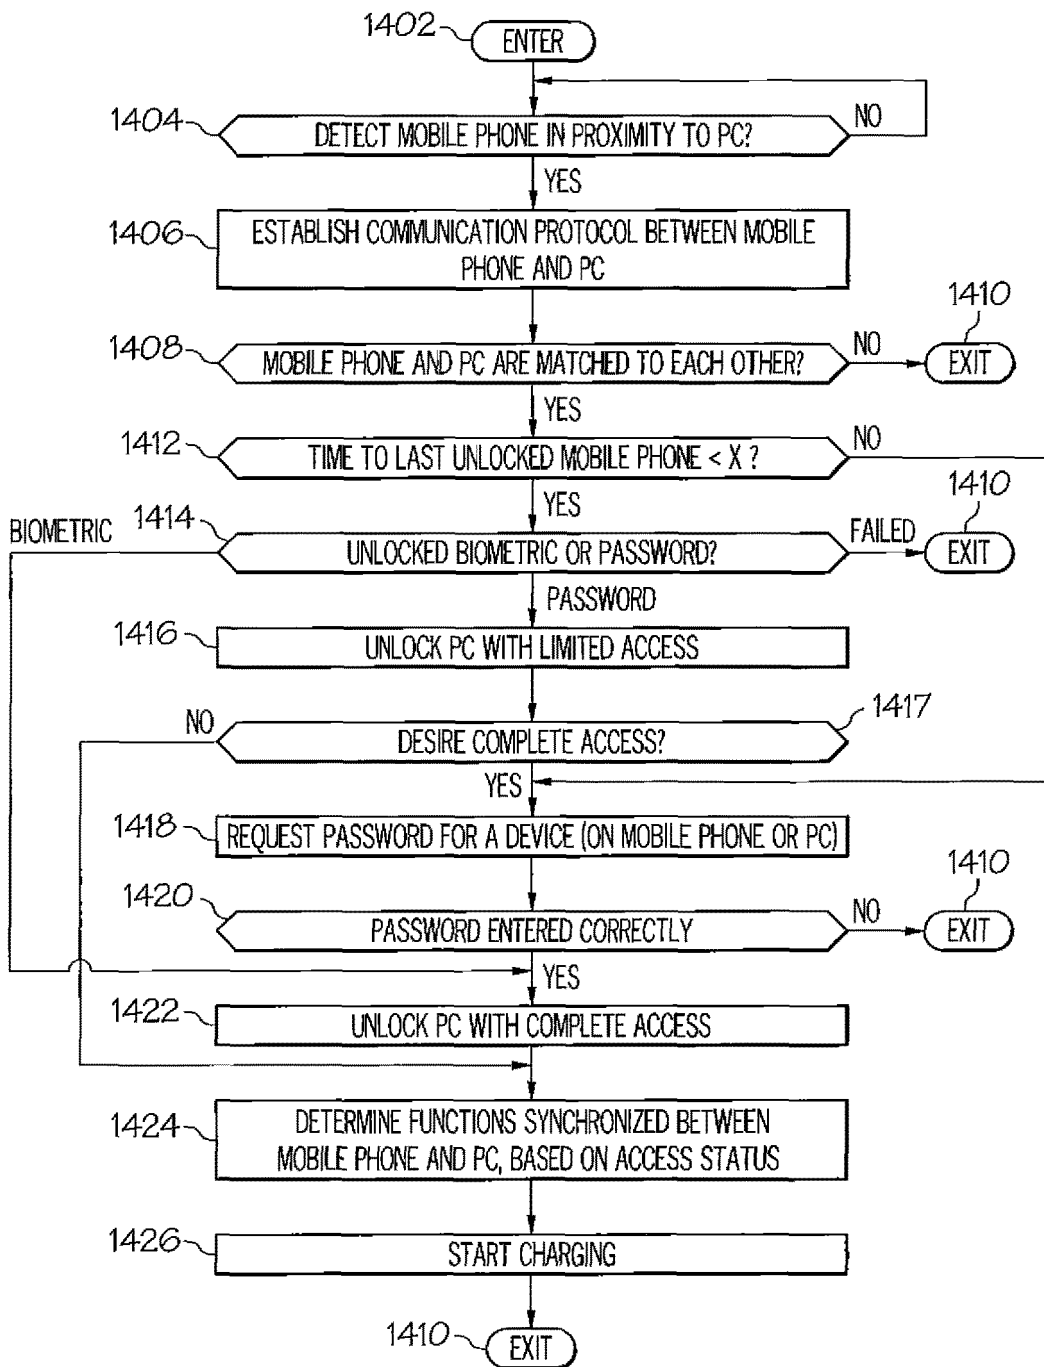 1402
ENTER
1404
DETECT MOBILE PHONE IN PROXIMITY TO PC?
NO
YES
1406
ESTABLISH COMMUNICATION PROTOCOL BETWEEN MOBILE
PHONE AND PC
1408
MOBILE PHONE AND PC ARE MATCHED TO EACH OTHER?
NO
1410
EXIT
YES
1412
TIME TO LAST UNLOCKED MOBILE PHONE < X ?
NO
YES
BIOMETRIC
1414
UNLOCKED BIOMETRIC OR PASSWORD?
FAILED
1410
EXIT
PASSWORD
1416
UNLOCK PC WITH LIMITED ACCESS
NO
1417
DESIRE COMPLETE ACCESS?
YES
1418
REQUEST PASSWORD FOR A DEVICE (ON MOBILE PHONE OR PC)
1420
PASSWORD ENTERED CORRECTLY
NO
1410
EXIT
YES
1422
UNLOCK PC WITH COMPLETE ACCESS
1424
DETERMINE FUNCTIONS SYNCHRONIZED BETWEEN
MOBILE PHONE AND PC, BASED ON ACCESS STATUS
1426
START CHARGING
1410
EXIT